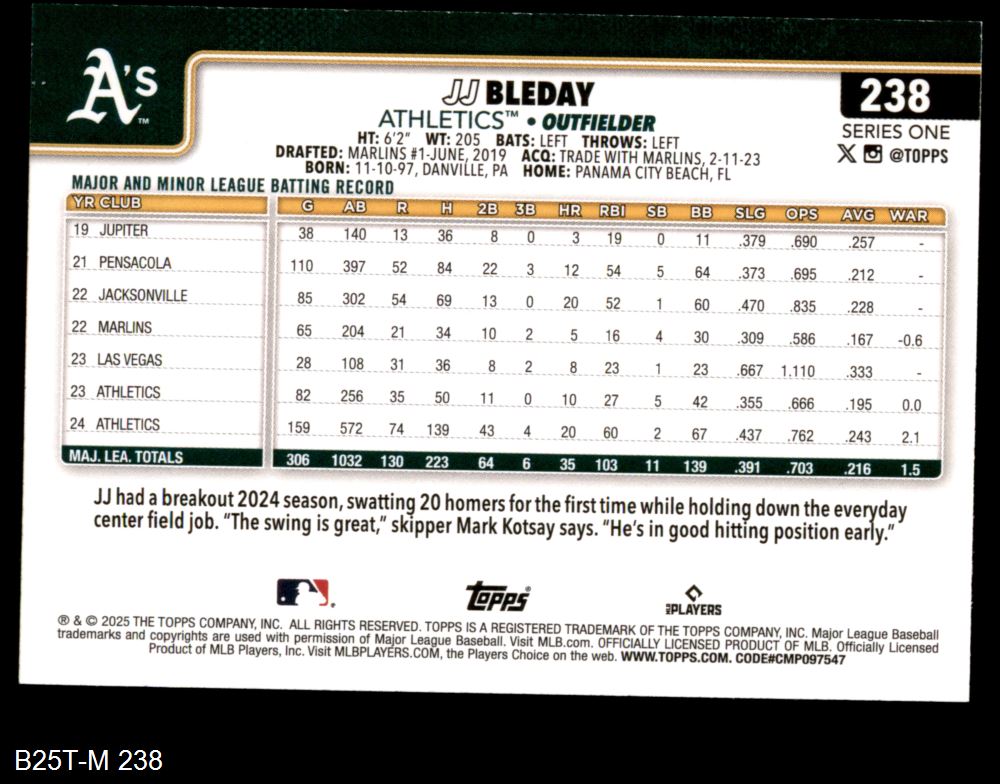 A's™
JJ BLEDAY
238
ATHLETICS™ • OUTFIELDER
SERIES ONE
HT: 6'2" WT: 205 BATS: LEFT THROWS: LEFT
@TOPPS
DRAFTED: MARLINS #1-JUNE, 2019 ACQ: TRADE WITH MARLINS, 2-11-23
BORN: 11-10-97, DANVILLE, PA HOME: PANAMA CITY BEACH, FL
MAJOR AND MINOR LEAGUE BATTING RECORD
YR CLUB G AB R H 2B 3B HR RBI SB BB SLG OPS AVG WAR
19 JUPITER 38 140 13 36 8 0 3 19 0 11 .379 .690 .257 -
21 PENSACOLA 110 397 52 84 22 3 12 54 5 64 .373 .695 .212 -
22 JACKSONVILLE 85 302 54 69 13 0 20 52 1 60 .470 .835 .228 -
22 MARLINS 65 204 21 34 10 2 5 16 4 30 .309 .586 .167 -0.6
23 LAS VEGAS 28 108 31 36 8 2 8 23 1 23 .667 1.110 .333 -
23 ATHLETICS 82 256 35 50 11 0 10 27 5 42 .355 .666 .195 0.0
24 ATHLETICS 159 572 74 139 43 4 20 60 2 67 .437 .762 .243 2.1
MAJ. LEA. TOTALS 306 1032 130 223 64 6 35 103 11 139 .391 .703 .216 1.5
JJ had a breakout 2024 season, swatting 20 homers for the first time while holding down the everyday
center field job. "The swing is great," skipper Mark Kotsay says. "He's in good hitting position early."
Topps®
MLB PLAYERS
® & © 2025 THE TOPPS COMPANY, INC. ALL RIGHTS RESERVED. TOPPS IS A REGISTERED TRADEMARK OF THE TOPPS COMPANY, INC. Major League Baseball
trademarks and copyrights are used with permission of Major League Baseball. Visit MLB.com. OFFICIALLY LICENSED PRODUCT OF MLB. Officially Licensed
Product of MLB Players, Inc. Visit MLBPLAYERS.COM, the Players Choice on the web. WWW.TOPPS.COM. CODE#CMP097547
B25T-M 238